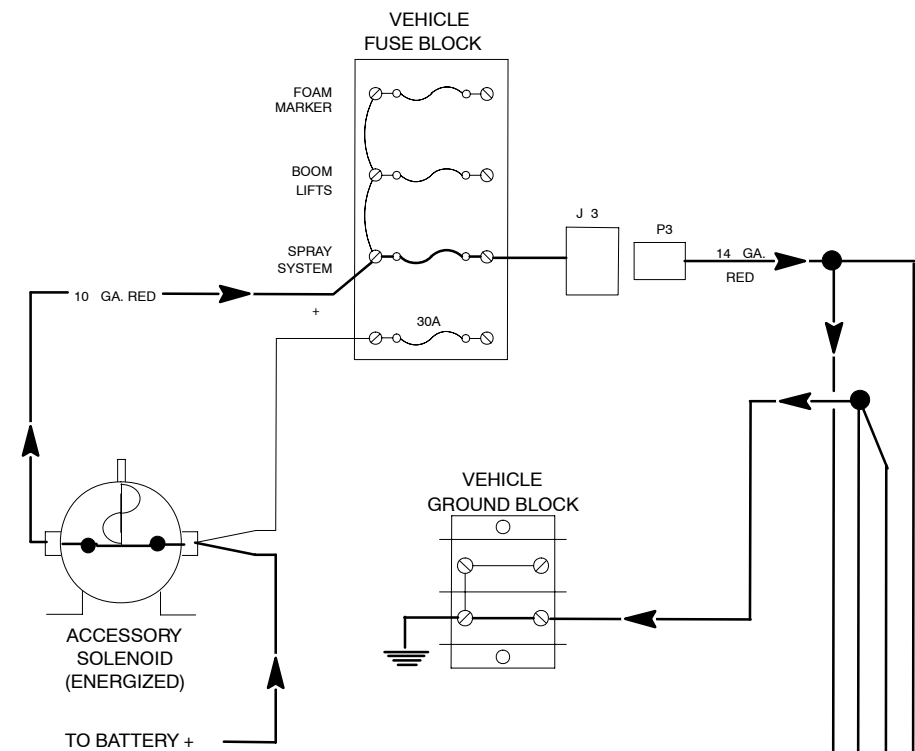 VEHICLE
FUSE BLOCK
FOAM
MARKER
BOOM
LIFTS
SPRAY
SYSTEM
J 3
P3
14 GA.
RED
10 GA. RED
+
30A
VEHICLE
GROUND BLOCK
ACCESSORY
SOLENOID
(ENERGIZED)
TO BATTERY +